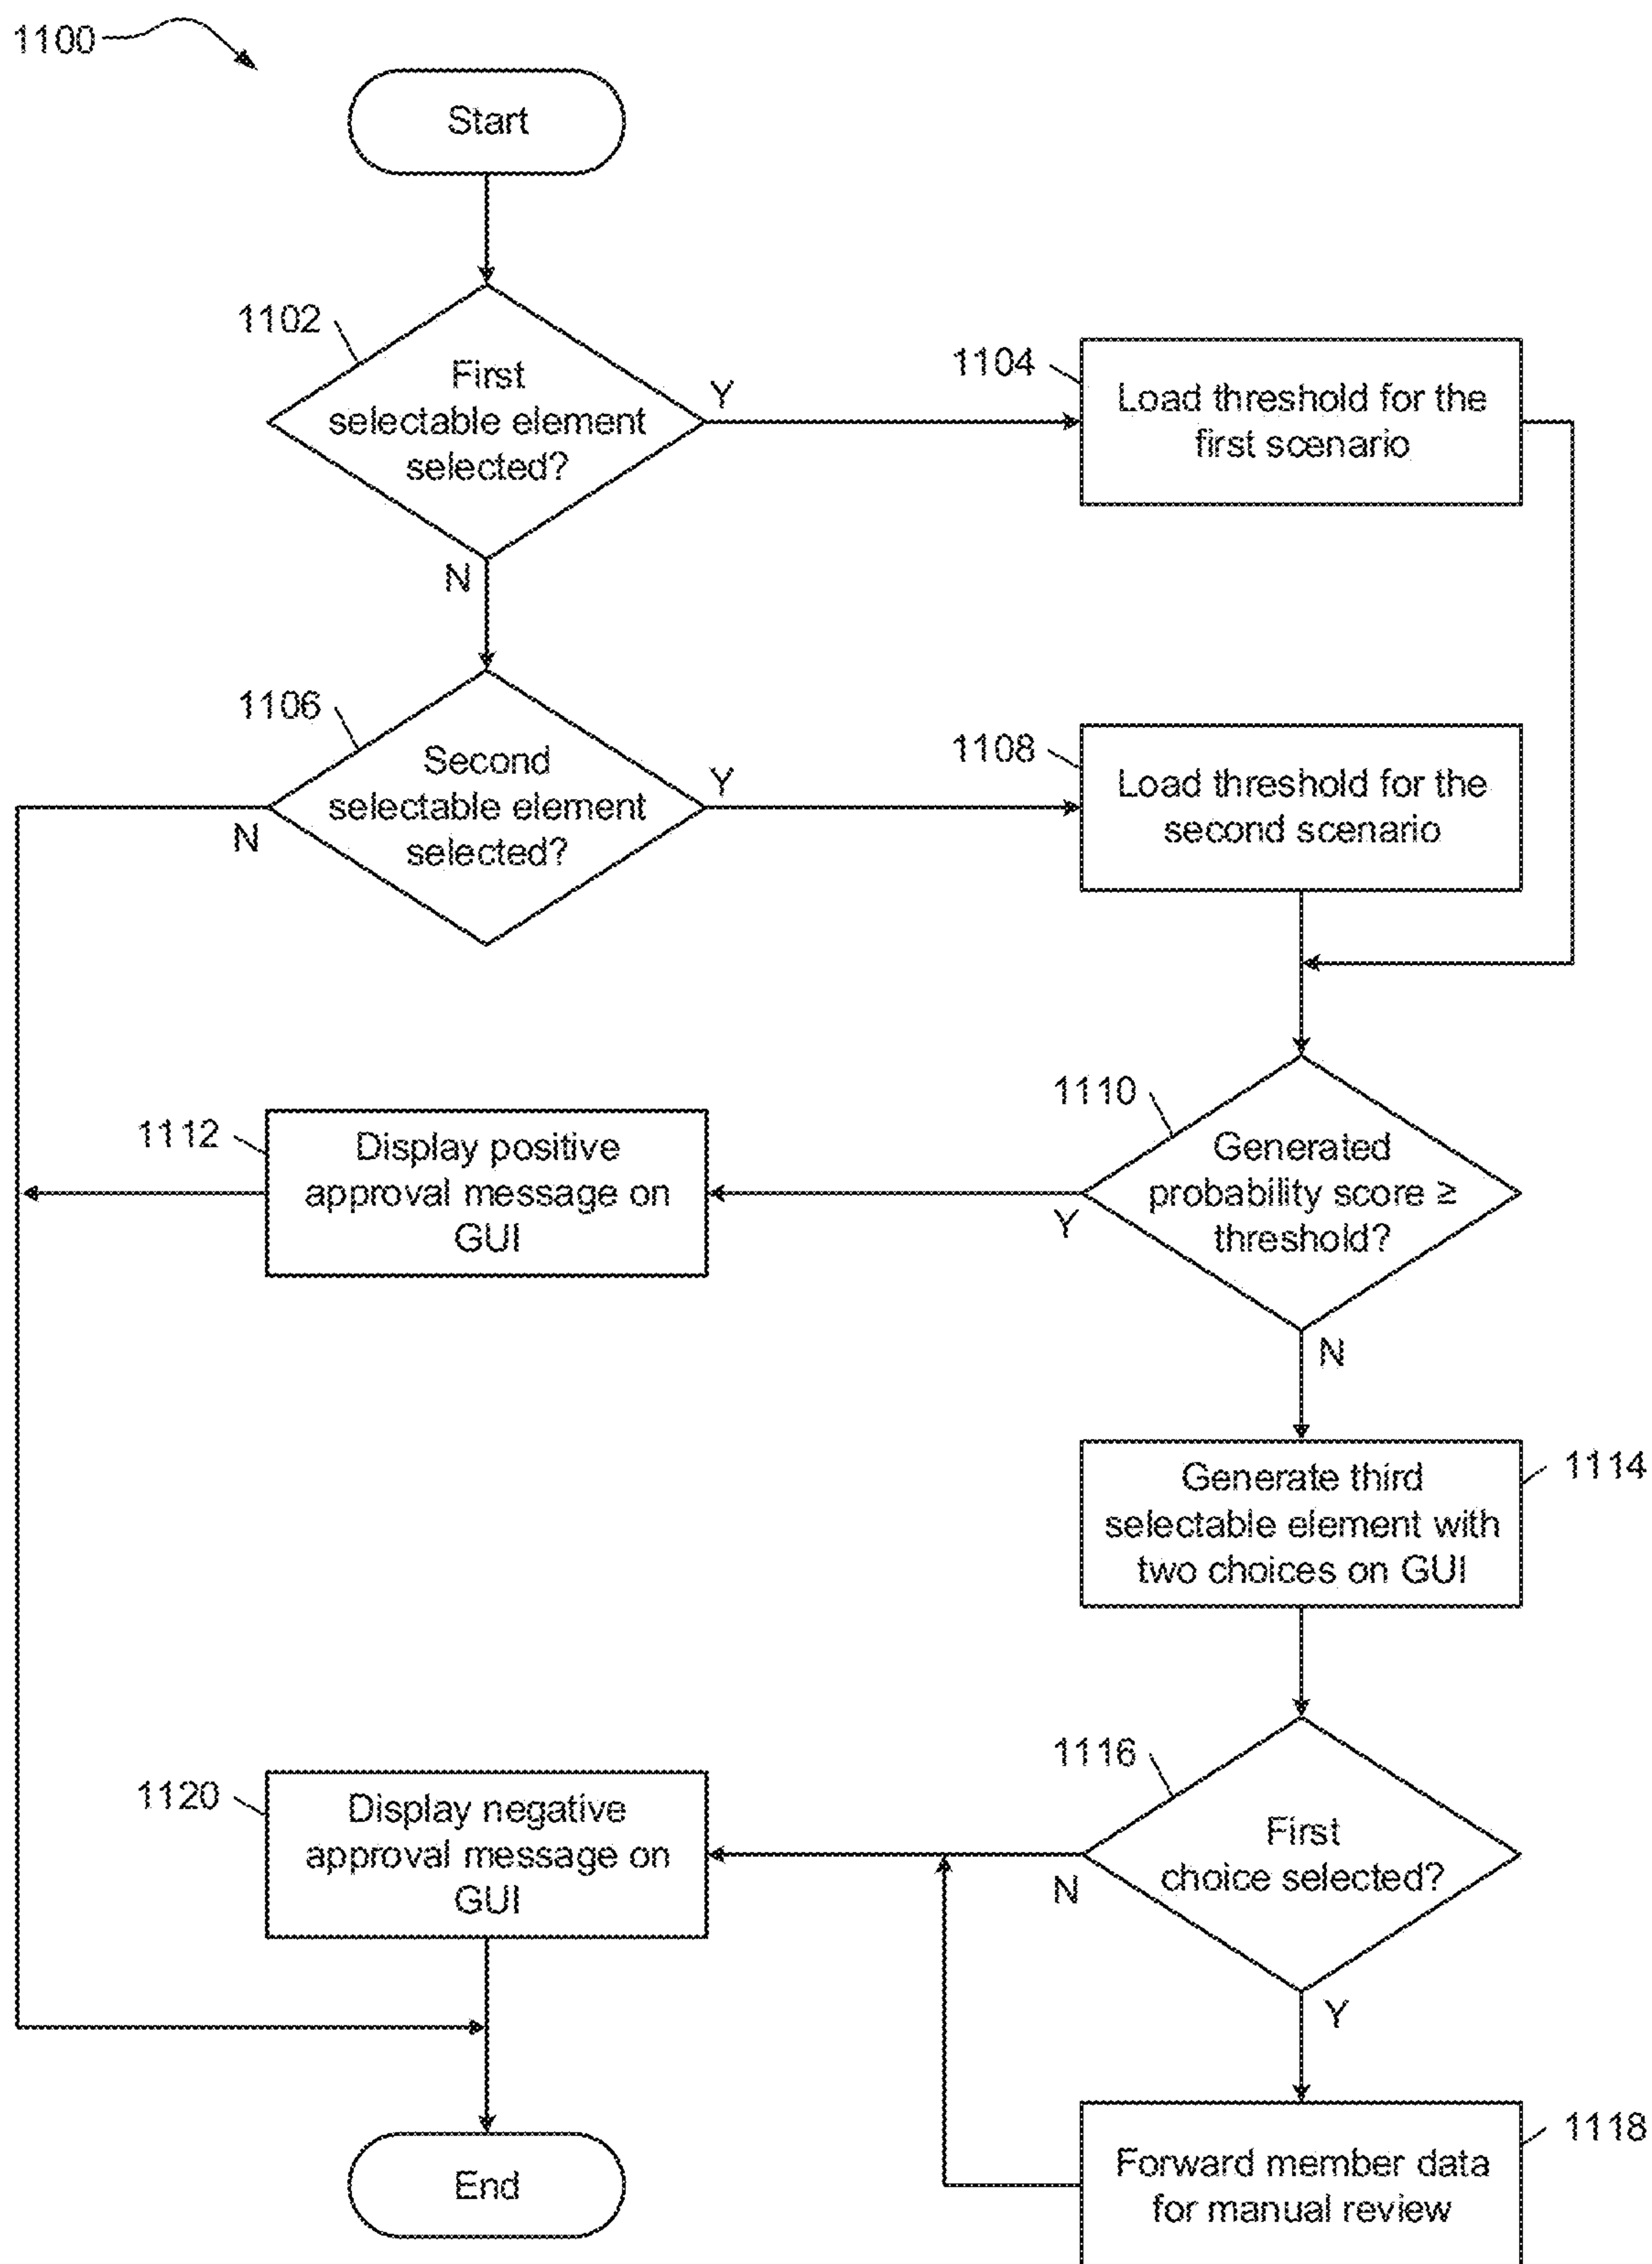 1100
Start
1102
First
selectable element
selected?
Y
N
1104
Load threshold for the
first scenario
1106
Second
selectable element
selected?
Y
N
1108
Load threshold for the
second scenario
1110
Generated
probability score ≥
threshold?
Y
N
1112
Display positive
approval message on
GUI
1114
Generate third
selectable element with
two choices on GUI
1116
First
choice selected?
N
Y
1120
Display negative
approval message on
GUI
1118
Forward member data
for manual review
End